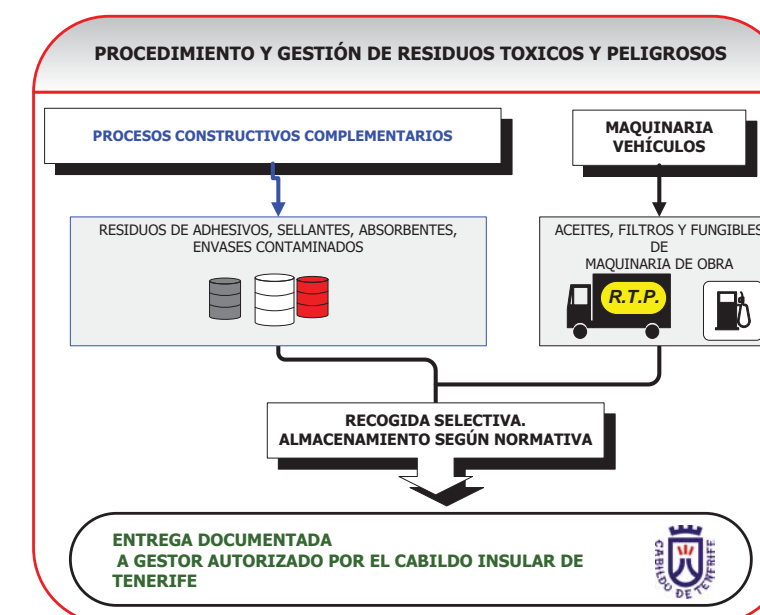 PROCEDIMIENTO Y GESTIÓN DE RESIDUOS TOXICOS Y PELIGROSOS
PROCESOS CONSTRUCTIVOS COMPLEMENTARIOS
MAQUINARIA
VEHÍCULOS
RESIDUOS DE ADHESIVOS, SELLANTES, ABSORBENTES,
ENVASES CONTAMINADOS
ACEITES, FILTROS Y FUNGIBLES
DE
MAQUINARIA DE OBRA
R.T.P.
RECOGIDA SELECTIVA.
ALMACENAMIENTO SEGÚN NORMATIVA
ENTREGA DOCUMENTADA
A GESTOR AUTORIZADO POR EL CABILDO INSULAR DE
TENERIFE
CABILDO DE TENERIFE